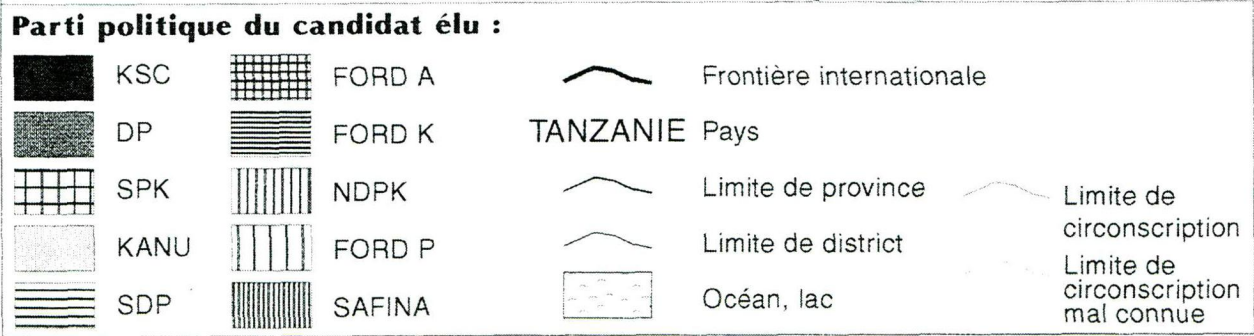 Parti politique du candidat élu :
KSC
DP
SPK
KANU
SDP
FORD A
FORD K
NDPK
FORD P
SAFINA
Frontière internationale
TANZANIE Pays
Limite de province
Limite de district
Océan, lac
Limite de
circonscription
Limite de
circonscription
mal connue